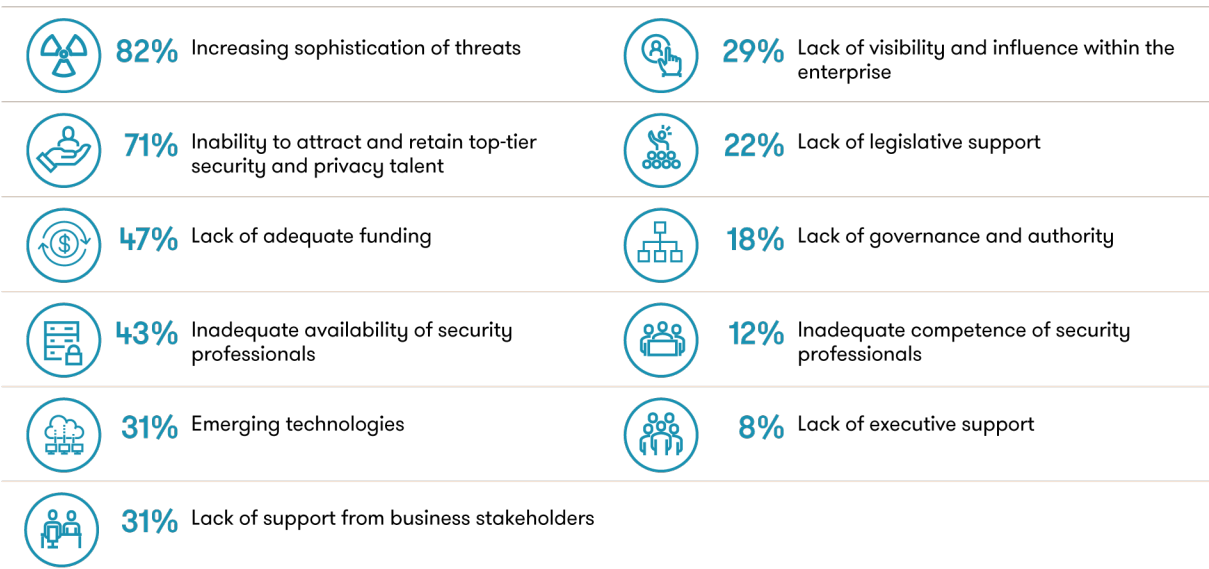 82% Increasing sophistication of threats
71% Inability to attract and retain top-tier
security and privacy talent
47% Lack of adequate funding
43% Inadequate availability of security
professionals
31% Emerging technologies
31% Lack of support from business stakeholders
29% Lack of visibility and influence within the
enterprise
22% Lack of legislative support
18% Lack of governance and authority
12% Inadequate competence of security
professionals
8% Lack of executive support